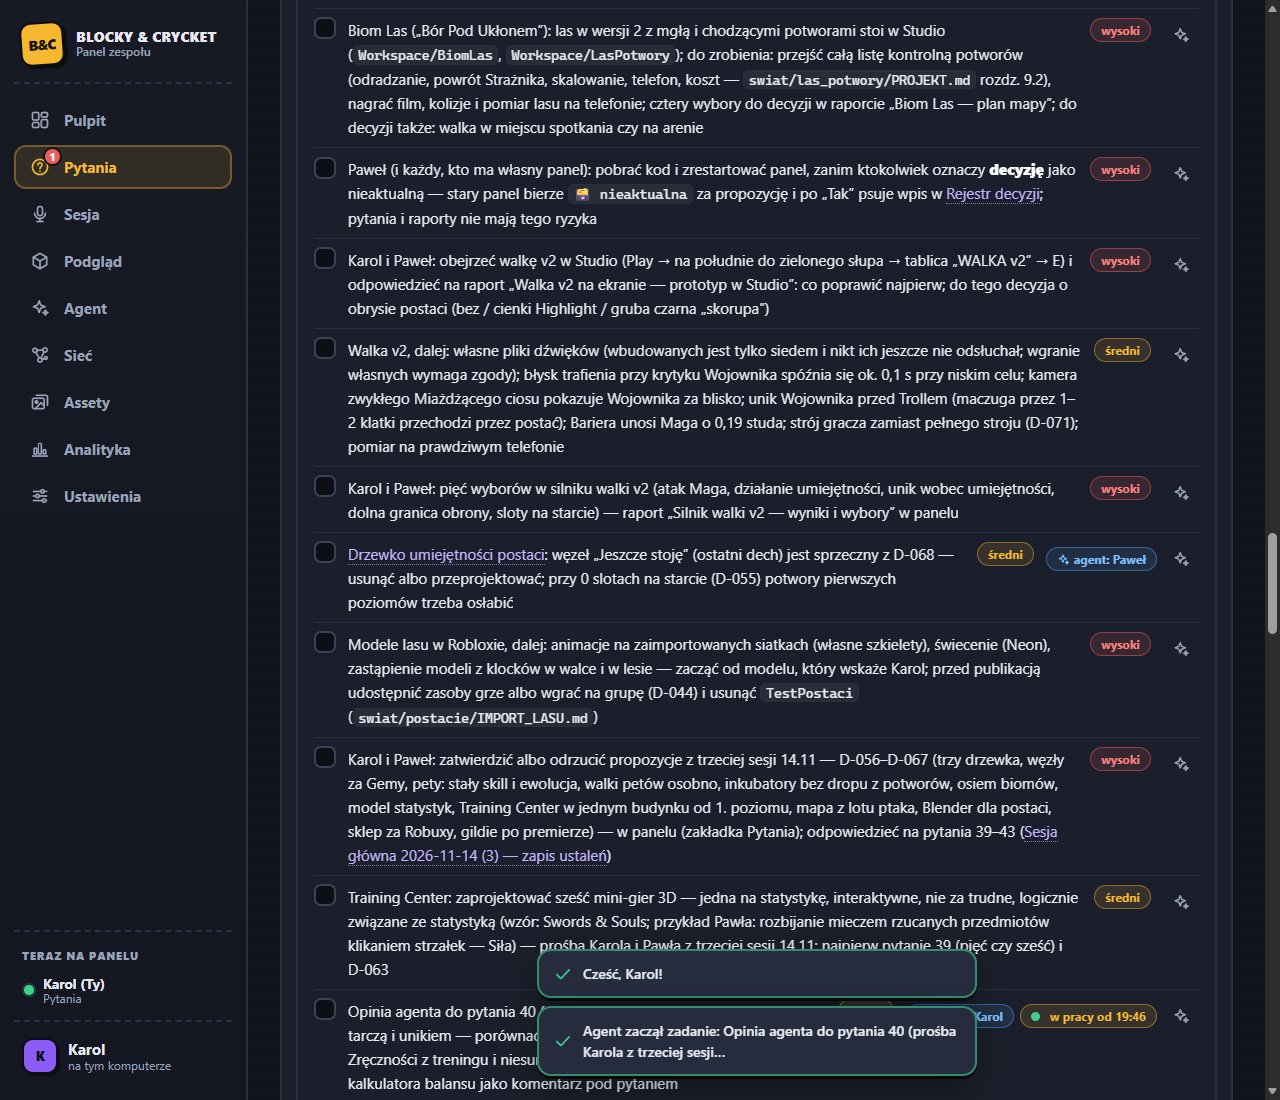 B&C
BLOCKY & CRYCKET
Panel zespołu
Pulpit
1
Pytania
Sesja
Podgląd
Agent
Sieć
Assety
Analityka
Ustawienia
TERAZ NA PANELU
Karol (Ty)
Pytania
K
Karol
na tym komputerze
Biom Las („Bór Pod Ukłonem”): las w wersji 2 z mgłą i chodzącymi potworami stoi w Studio
( Workspace/BiomLas , Workspace/LasPotwory ); do zrobienia: przejść całą listę kontrolną potworów
(odradzanie, powrót Strażnika, skalowanie, telefon, koszt — swiat/las_potwory/PROJEKT.md rozdz. 9.2),
nagrać film, kolizje i pomiar lasu na telefonie; cztery wybory do decyzji w raporcie „Biom Las — plan mapy”; do
decyzji także: walka w miejscu spotkania czy na arenie
wysoki
Paweł (i każdy, kto ma własny panel): pobrać kod i zrestartować panel, zanim ktokolwiek oznaczy decyzję jako
nieaktualną — stary panel bierze nieaktualna za propozycję i po „Tak” psuje wpis w Rejestr decyzji;
pytania i raporty nie mają tego ryzyka
wysoki
Karol i Paweł: obejrzeć walkę v2 w Studio (Play → na południe do zielonego słupa → tablica „WALKA v2” → E) i
odpowiedzieć na raport „Walka v2 na ekranie — prototyp w Studio”: co poprawić najpierw; do tego decyzja o
obrysie postaci (bez / cienki Highlight / gruba czarna „skorupa”)
wysoki
Walka v2, dalej: własne pliki dźwięków (wbudowanych jest tylko siedem i nikt ich jeszcze nie odsłuchał; wgranie
własnych wymaga zgody); błysk trafienia przy krytyku Wojownika spóźnia się ok. 0,1 s przy niskim celu; kamera
zwykłego Miażdżącego ciosu pokazuje Wojownika za blisko; unik Wojownika przed Trollem (maczuga przez 1–
2 klatki przechodzi przez postać); Bariera unosi Maga o 0,19 studa; strój gracza zamiast pełnego stroju (D-071);
pomiar na prawdziwym telefonie
średni
Karol i Paweł: pięć wyborów w silniku walki v2 (atak Maga, działanie umiejętności, unik wobec umiejętności,
dolna granica obrony, sloty na starcie) — raport „Silnik walki v2 — wyniki i wybory” w panelu
wysoki
Drzewko umiejętności postaci: węzeł „Jeszcze stoję” (ostatni dech) jest sprzeczny z D-068 —
usunąć albo przeprojektować; przy 0 slotach na starcie (D-055) potwory pierwszych
poziomów trzeba osłabić
średni
agent: Paweł
Modele lasu w Robloxie, dalej: animacje na zaimportowanych siatkach (własne szkielety), świecenie (Neon),
zastąpienie modeli z klocków w walce i w lesie — zacząć od modelu, który wskaże Karol; przed publikacją
udostępnić zasoby grze albo wgrać na grupę (D-044) i usunąć TestPostaci
( swiat/postacie/IMPORT_LASU.md )
wysoki
Karol i Paweł: zatwierdzić albo odrzucić propozycje z trzeciej sesji 14.11 — D-056–D-067 (trzy drzewka, węzły
za Gemy, pety: stały skill i ewolucja, walki petów osobno, inkubatory bez dropu z potworów, osiem biomów,
model statystyk, Training Center w jednym budynku od 1. poziomu, mapa z lotu ptaka, Blender dla postaci,
sklep za Robuxy, gildie po premierze) — w panelu (zakładka Pytania); odpowiedzieć na pytania 39–43 (Sesja
główna 2026-11-14 (3) — zapis ustaleń)
wysoki
Training Center: zaprojektować sześć mini-gier 3D — jedna na statystykę, interaktywne, nie za trudne, logicznie
związane ze statystyką (wzór: Swords & Souls; przykład Pawła: rozbijanie mieczem rzucanych przedmiotów
klikaniem strzałek — Siła) — prośba Karola i Pawła z trzeciej sesji 14.11; najpierw pytanie 39 (pięć czy sześć) i
D-063
średni
Opinia agenta do pytania 40
tarczą i unikiem — porówna
Zręczności z treningu i
kalkulatora balansu jako komentarz pod pytaniem
Karol
w pracy od 19:46
Cześć, Karol!
Agent zaczął zadanie: Opinia agenta do pytania 40 (prośba
Karola z trzeciej sesji…